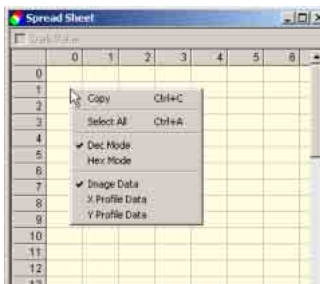 Spread Sheet
0 1 2 3 4 5 6
0
1
2
3
4
5
6
7
8
9
10
11
12
Copy Ctrl+C
Select All Ctrl+A
Dec Mode
Hex Mode
Image Data
X Profile Data
Y Profile Data